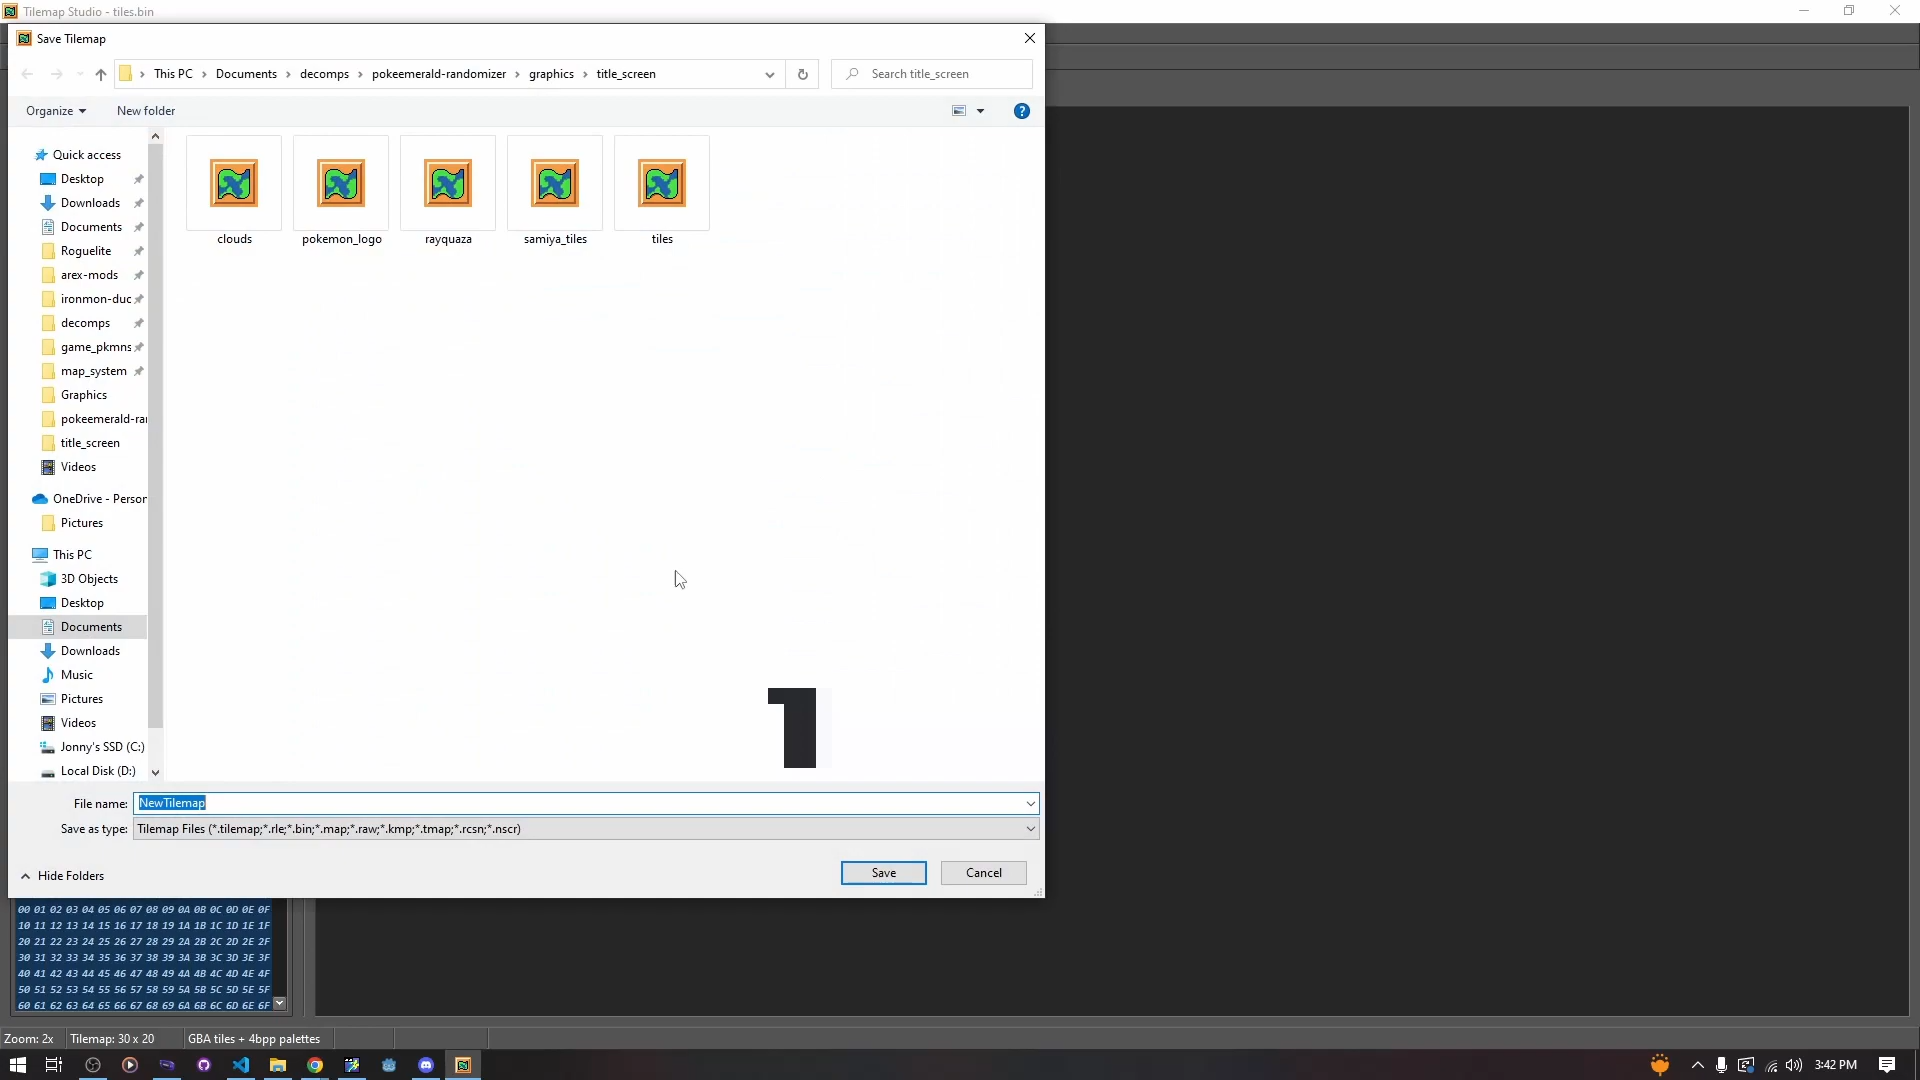 Tilemap Studio - tiles.bin
Save Tilemap
This PC
Documents
decomps
pokeemerald-randomizer
graphics
title_screen
Search title_screen
Organize
New folder
?
Quick access
Desktop
Downloads
Documents
Roguelite
arex-mods
ironmon-duc
decomps
game_pkmns
map_system
Graphics
pokeemerald-rai
title_screen
Videos
OneDrive - Person
Pictures
This PC
3D Objects
Desktop
Documents
Downloads
Music
Pictures
Videos
Jonny's SSD (C:)
Local Disk (D:)
clouds
pokemon_logo
rayquaza
samiya_tiles
tiles
1
File name:
NewTilemap
Save as type:
Tilemap Files (*.tilemap;*.rle;*.bin;*.map;*.raw;*.kmp;*.tmap;*.rcsn;*.nscr)
Hide Folders
Save
Cancel
00 01 02 03 04 05 06 07 08 09 0A 0B 0C 0D 0E 0F
10 11 12 13 14 15 16 17 18 19 1A 1B 1C 1D 1E 1F
20 21 22 23 24 25 26 27 28 29 2A 2B 2C 2D 2E 2F
30 31 32 33 34 35 36 37 38 39 3A 3B 3C 3D 3E 3F
40 41 42 43 44 45 46 47 48 49 4A 4B 4C 4D 4E 4F
50 51 52 53 54 55 56 57 58 59 5A 5B 5C 5D 5E 5F
60 61 62 63 64 65 66 67 68 69 6A 6B 6C 6D 6E 6F
Zoom: 2x
Tilemap: 30 x 20
GBA tiles + 4bpp palettes
3:42 PM